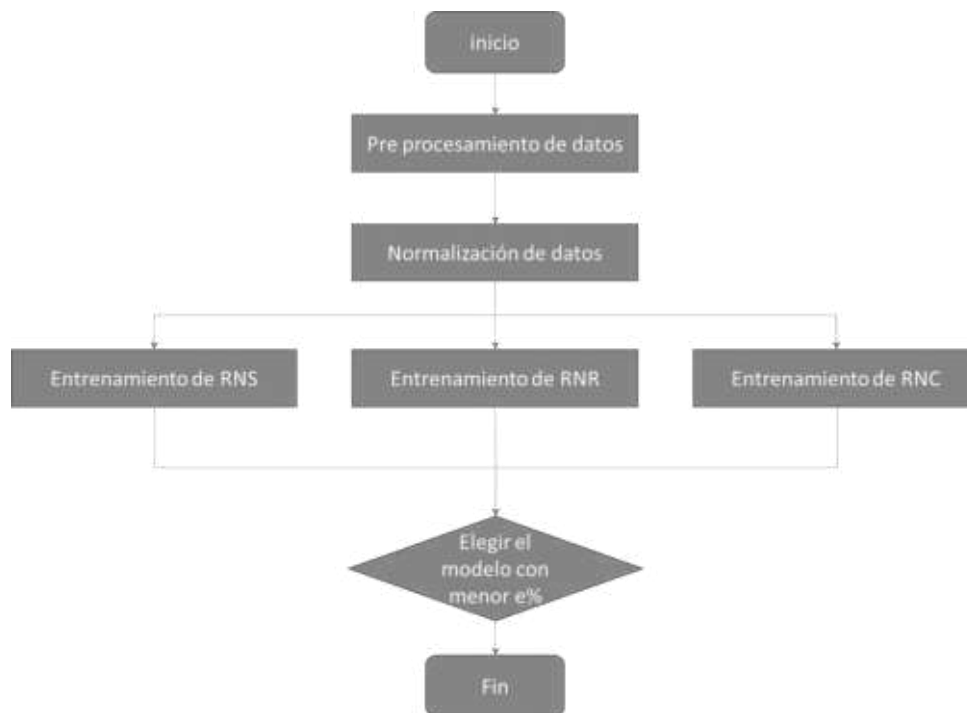 inicio
Pre procesamiento de datos
Normalización de datos
Entrenamiento de RNS
Entrenamiento de RNR
Entrenamiento de RNC
Elegir el
modelo con
menor e%
Fin